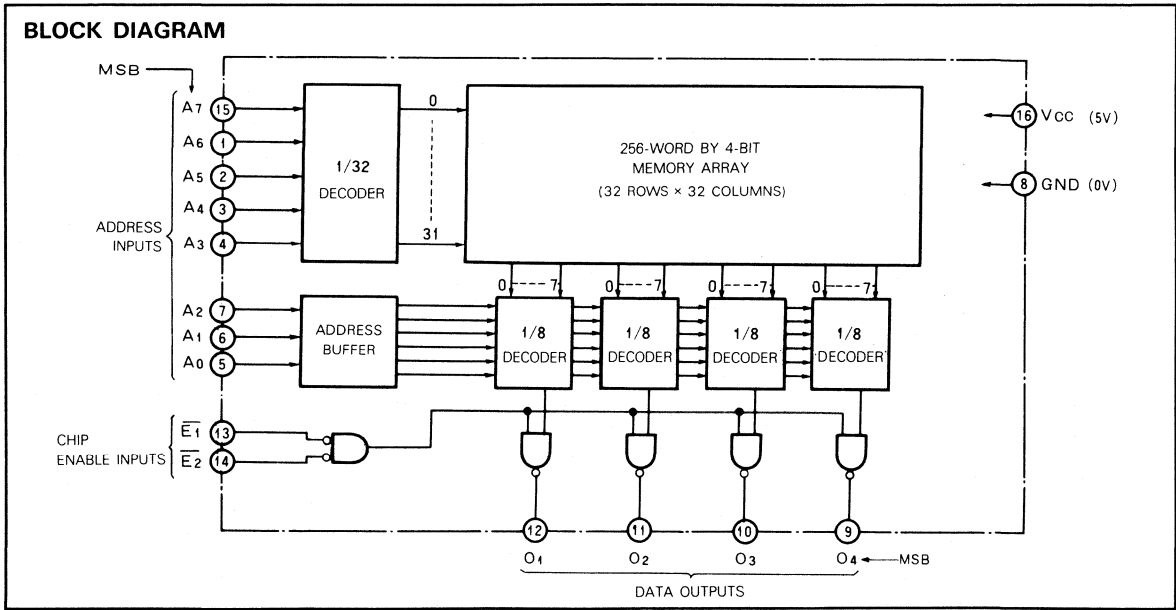 BLOCK DIAGRAM
MSB
A7 15
A6 1
A5 2
A4 3
A3 4
ADDRESS
INPUTS
A2 7
A1 6
A0 5
1/32
DECODER
0
31
256-WORD BY 4-BIT
MEMORY ARRAY
(32 ROWS × 32 COLUMNS)
16 VCC (5V)
8 GND (0V)
ADDRESS
BUFFER
0 7
0 7
0 7
0 7
1/8
DECODER
1/8
DECODER
1/8
DECODER
1/8
DECODER
CHIP
ENABLE INPUTS
E̅1̅ 13
E̅2̅ 14
12
11
10
9
O1
O2
O3
O4
MSB
DATA OUTPUTS